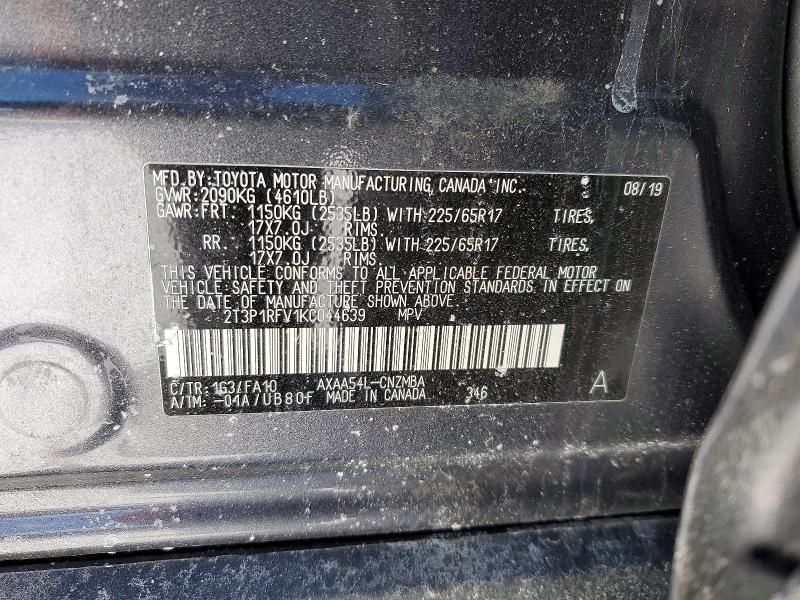 MFD.BY:TOYOTA MOTOR MANUFACTURING, CANADA INC. 08/19
GVWR:2090KG (4610LB)
GAWR:FRT. 1150KG (2535LB) WITH 225/65R17 TIRES,
17X7.0J RIMS
RR. 1150KG (2535LB) WITH 225/65R17 TIRES,
17X7.0J RIMS
THIS VEHICLE CONFORMS TO ALL APPLICABLE FEDERAL MOTOR
VEHICLE SAFETY AND THEFT PREVENTION STANDARDS IN EFFECT ON
THE DATE OF MANUFACTURE SHOWN ABOVE.
2T3P1RFV1KC044639 MPV
C/TR: 1G3/FA10 AXAA54L-CNZMBA A
A/TM: -01A/UB80F MADE IN CANADA 346